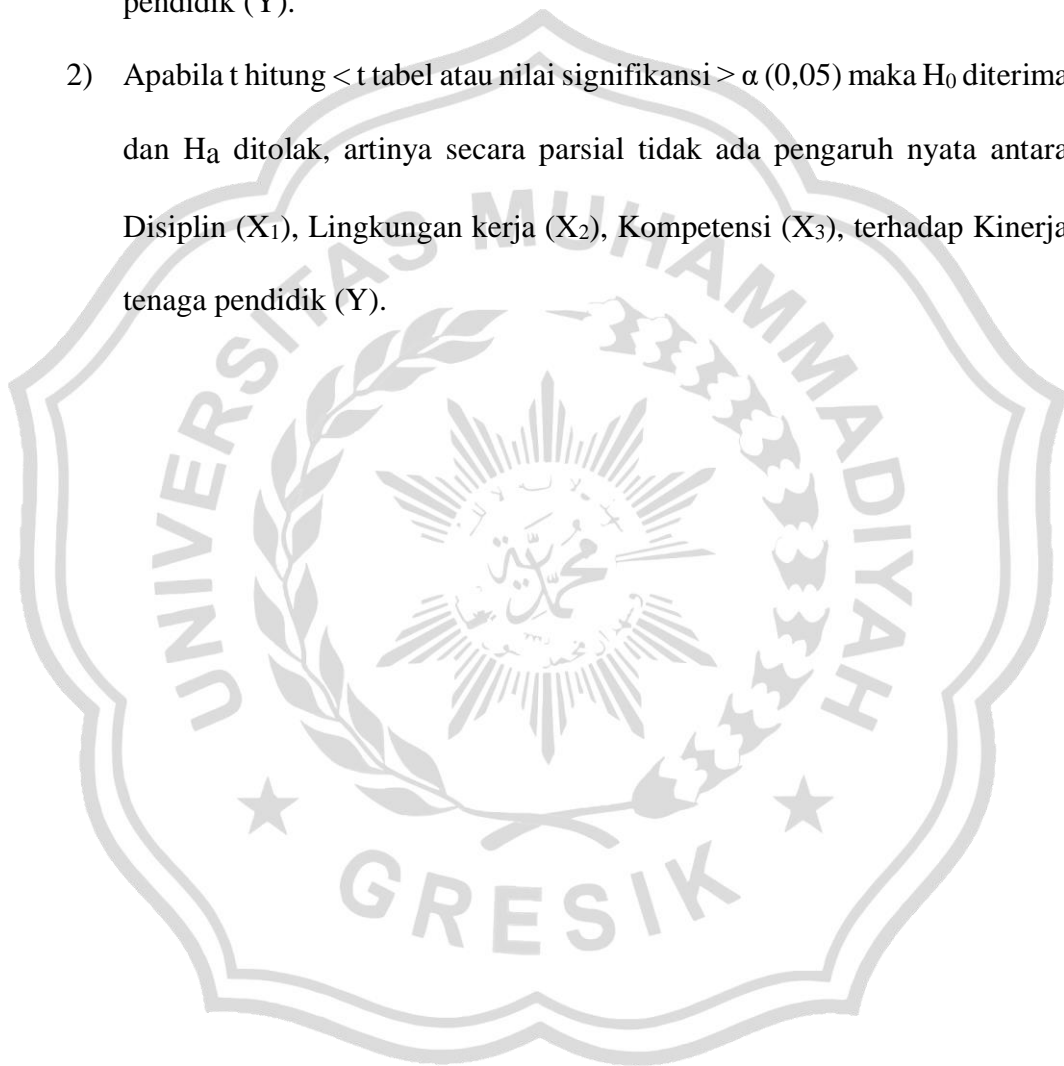 pendidik (Y).
2) Apabila t hitung < t tabel atau nilai signifikansi > α (0,05) maka H₀ diterima
dan Ha ditolak, artinya secara parsial tidak ada pengaruh nyata antara
Disiplin (X₁), Lingkungan kerja (X₂), Kompetensi (X₃), terhadap Kinerja
tenaga pendidik (Y).
UNIVERSITAS MUHAMMADIYAH
محمد
GRESIK